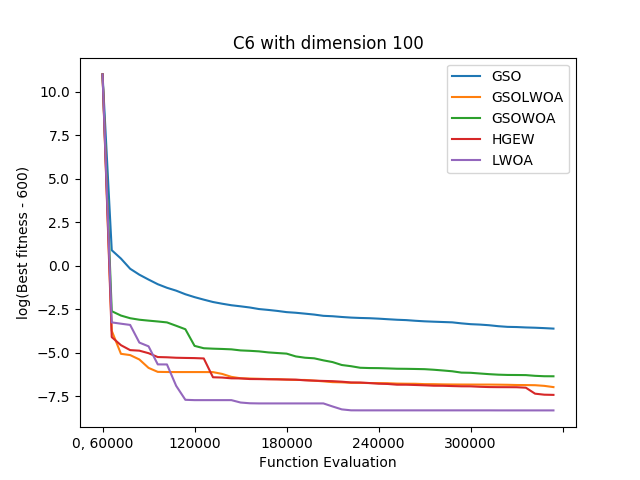 C6 with dimension 100
log(Best fitness - 600)
10.0
7.5
5.0
2.5
0.0
−2.5
−5.0
−7.5
GSO
GSOLWOA
GSOWOA
HGEW
LWOA
0, 60000 120000 180000 240000 300000
Function Evaluation